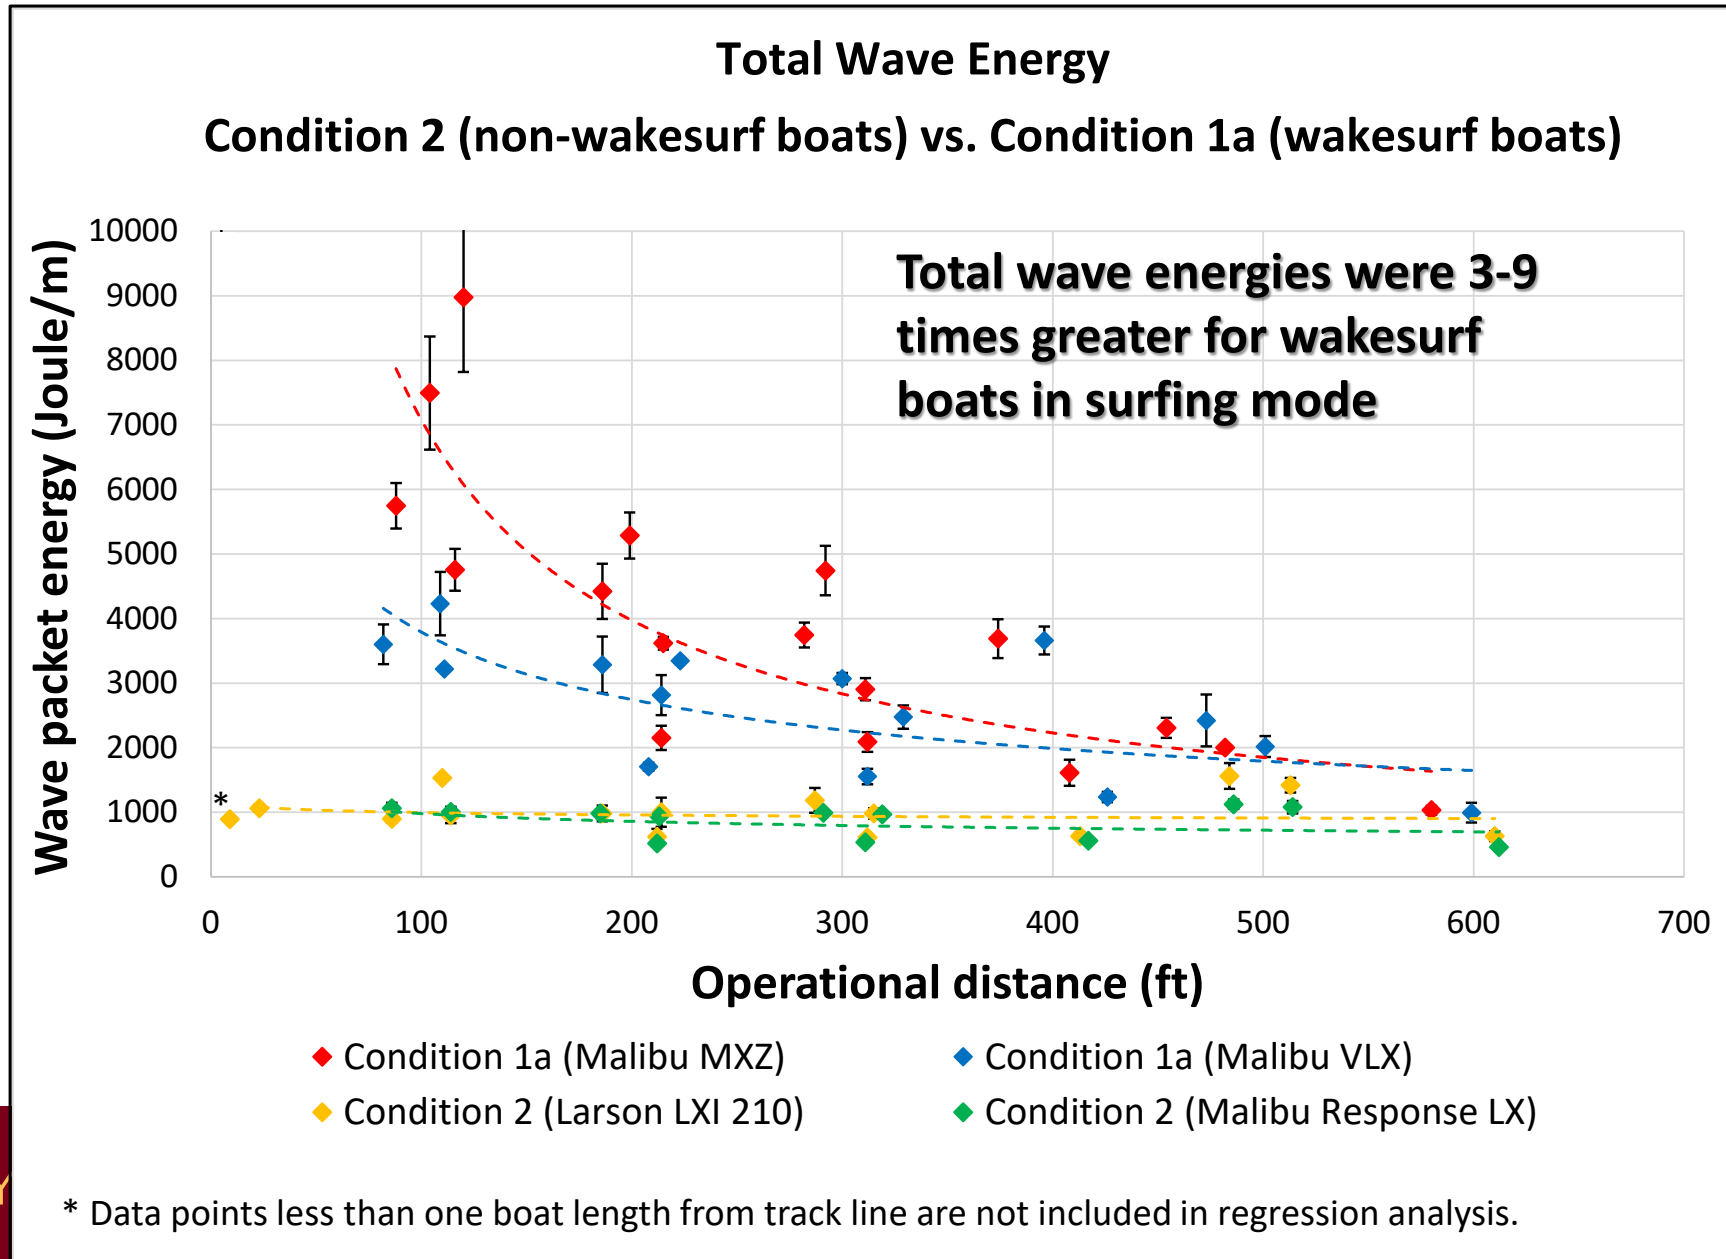 Total Wave Energy
Condition 2 (non-wakesurf boats) vs. Condition 1a (wakesurf boats)
Wave packet energy (Joule/m)
10000
9000
8000
7000
6000
5000
4000
3000
2000
1000
0
Total wave energies were 3-9
times greater for wakesurf
boats in surfing mode
*
0 100 200 300 400 500 600 700
Operational distance (ft)
Condition 1a (Malibu MXZ) Condition 1a (Malibu VLX)
Condition 2 (Larson LXI 210) Condition 2 (Malibu Response LX)
Y
* Data points less than one boat length from track line are not included in regression analysis.